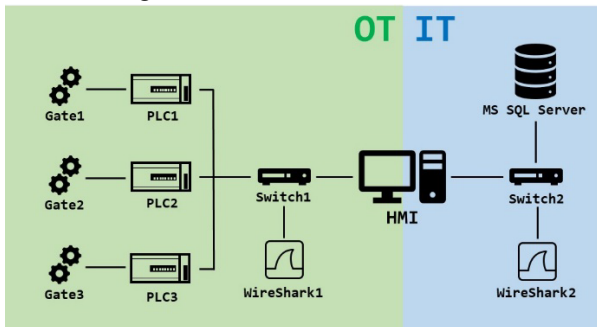 OT IT
Gate1
PLC1
MS SQL Server
Gate2
PLC2
Switch1
HMI
Switch2
Gate3
PLC3
WireShark1
WireShark2